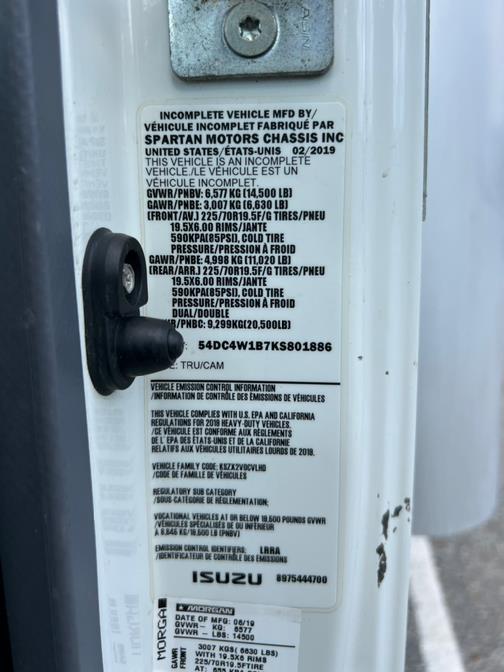 INCOMPLETE VEHICLE MFD BY/
VÉHICULE INCOMPLET FABRIQUÉ PAR
SPARTAN MOTORS CHASSIS INC
UNITED STATES/ÉTATS-UNIS 02/2019
THIS VEHICLE IS AN INCOMPLETE
VEHICLE./LE VÉHICULE EST UN
VÉHICULE INCOMPLET.
GVWR/PNBV: 6,577 KG (14,500 LB)
GAWR/PNBE: 3,007 KG (6,630 LB)
(FRONT/AV.) 225/70R19.5F/G TIRES/PNEU
19.5X6.00 RIMS/JANTE
590KPA(85PSI), COLD TIRE
PRESSURE/PRESSION À FROID
GAWR/PNBE: 4,998 KG (11,020 LB)
(REAR/ARR.) 225/70R19.5F/G TIRES/PNEU
19.5X6.00 RIMS/JANTE
590KPA(85PSI), COLD TIRE
PRESSURE/PRESSION À FROID
DUAL/DOUBLE
/PNBC: 9,299KG(20,500LB)
54DC4W1B7KS801886
: TRU/CAM
VEHICLE EMISSION CONTROL INFORMATION
/INFORMATION DE CONTRÔLE DES ÉMISSIONS DE VÉHICULES
THIS VEHICLE COMPLIES WITH U.S. EPA AND CALIFORNIA
REGULATIONS FOR 2019 HEAVY-DUTY VEHICLES.
/CE VÉHICULE EST CONFORME AUX RÈGLEMENTS
DE L' EPA DES ÉTATS-UNIS ET DE LA CALIFORNIE
RELATIFS AUX VÉHICULES UTILITAIRES LOURDS DE 2019.
VEHICLE FAMILY CODE: KSZX2VOCVLHD
/CODE DE FAMILLE DE VÉHICULES
REGULATORY SUB CATEGORY
/SOUS-CATÉGORIE DE RÉGLEMENTATION:
VOCATIONAL VEHICLES AT OR BELOW 19,500 POUNDS GVWR
/VÉHICULES SPÉCIALISÉS DE OU INFÉRIEUR
À 8,845 KG/19,500 LB (PNBV)
EMISSION CONTROL IDENTIFIERS: LRRA
/IDENTIFICATEUR DE CONTRÔLE DES ÉMISSIONS
ISUZU 8975444700
MORGAN
MORGA
DATE OF MFG: 06/19
GVWR - KG: 6577
GVWR - LBS: 14500
GAWR
FRONT
3007 KGS( 6630 LBS)
WITH 19.5X6 RIMS
225/70R19.5F TIRE